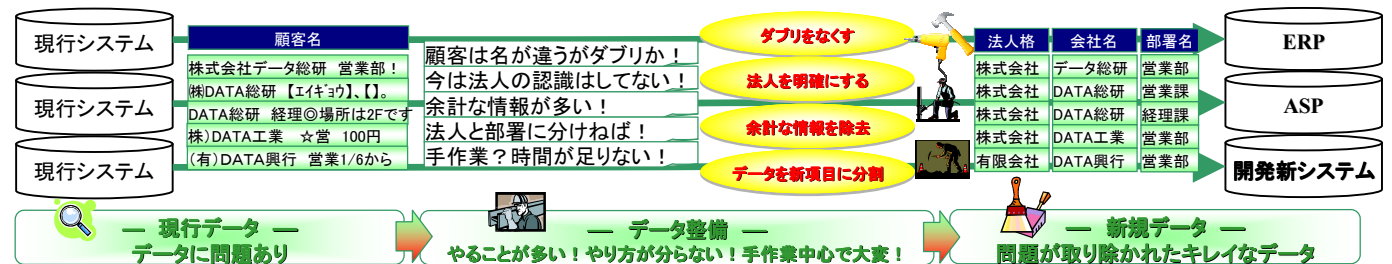 現行システム
現行システム
現行システム
顧客名
株式会社データ総研 営業部！
㈱DATA総研 【ｴｲｷﾞｮｳ】、【】。
DATA総研 経理◎場所は2Fです
株）DATA工業 ☆営 100円
(有)DATA興行 営業1/6から
顧客は名が違うがダブリか！
今は法人の認識はしてない！
余計な情報が多い！
法人と部署に分けねば！
手作業？時間が足りない！
ダブリをなくす
法人を明確にする
余計な情報を除去
データを新項目に分割
法人格 会社名 部署名
株式会社 データ総研 営業部
株式会社 DATA総研 営業課
株式会社 DATA総研 経理課
株式会社 DATA工業 営業部
有限会社 DATA興行 営業部
ERP
ASP
開発新システム
― 現行データ ―
データに問題あり
― データ整備 ―
やることが多い！やり方が分らない！手作業中心で大変！
― 新規データ ―
問題が取り除かれたキレイなデータ